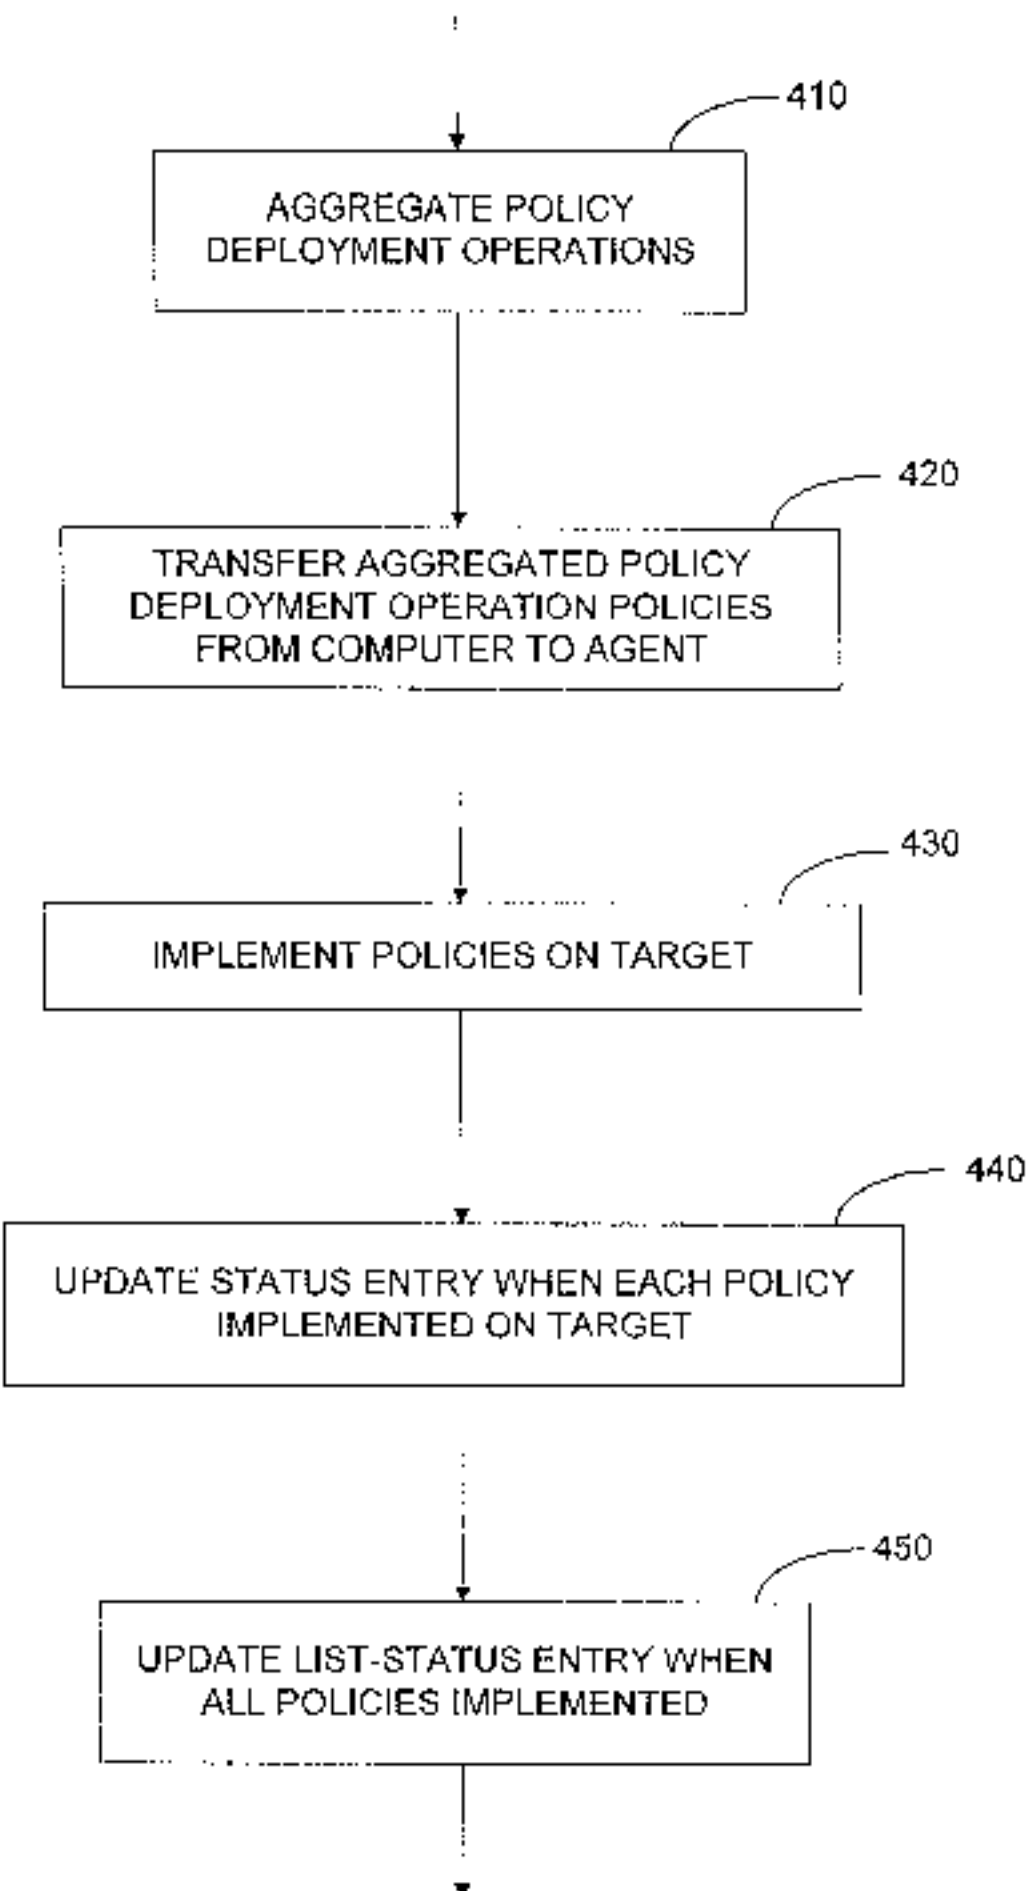 410
AGGREGATE POLICY
DEPLOYMENT OPERATIONS
420
TRANSFER AGGREGATED POLICY
DEPLOYMENT OPERATION POLICIES
FROM COMPUTER TO AGENT
430
IMPLEMENT POLICIES ON TARGET
440
UPDATE STATUS ENTRY WHEN EACH POLICY
IMPLEMENTED ON TARGET
450
UPDATE LIST-STATUS ENTRY WHEN
ALL POLICIES IMPLEMENTED